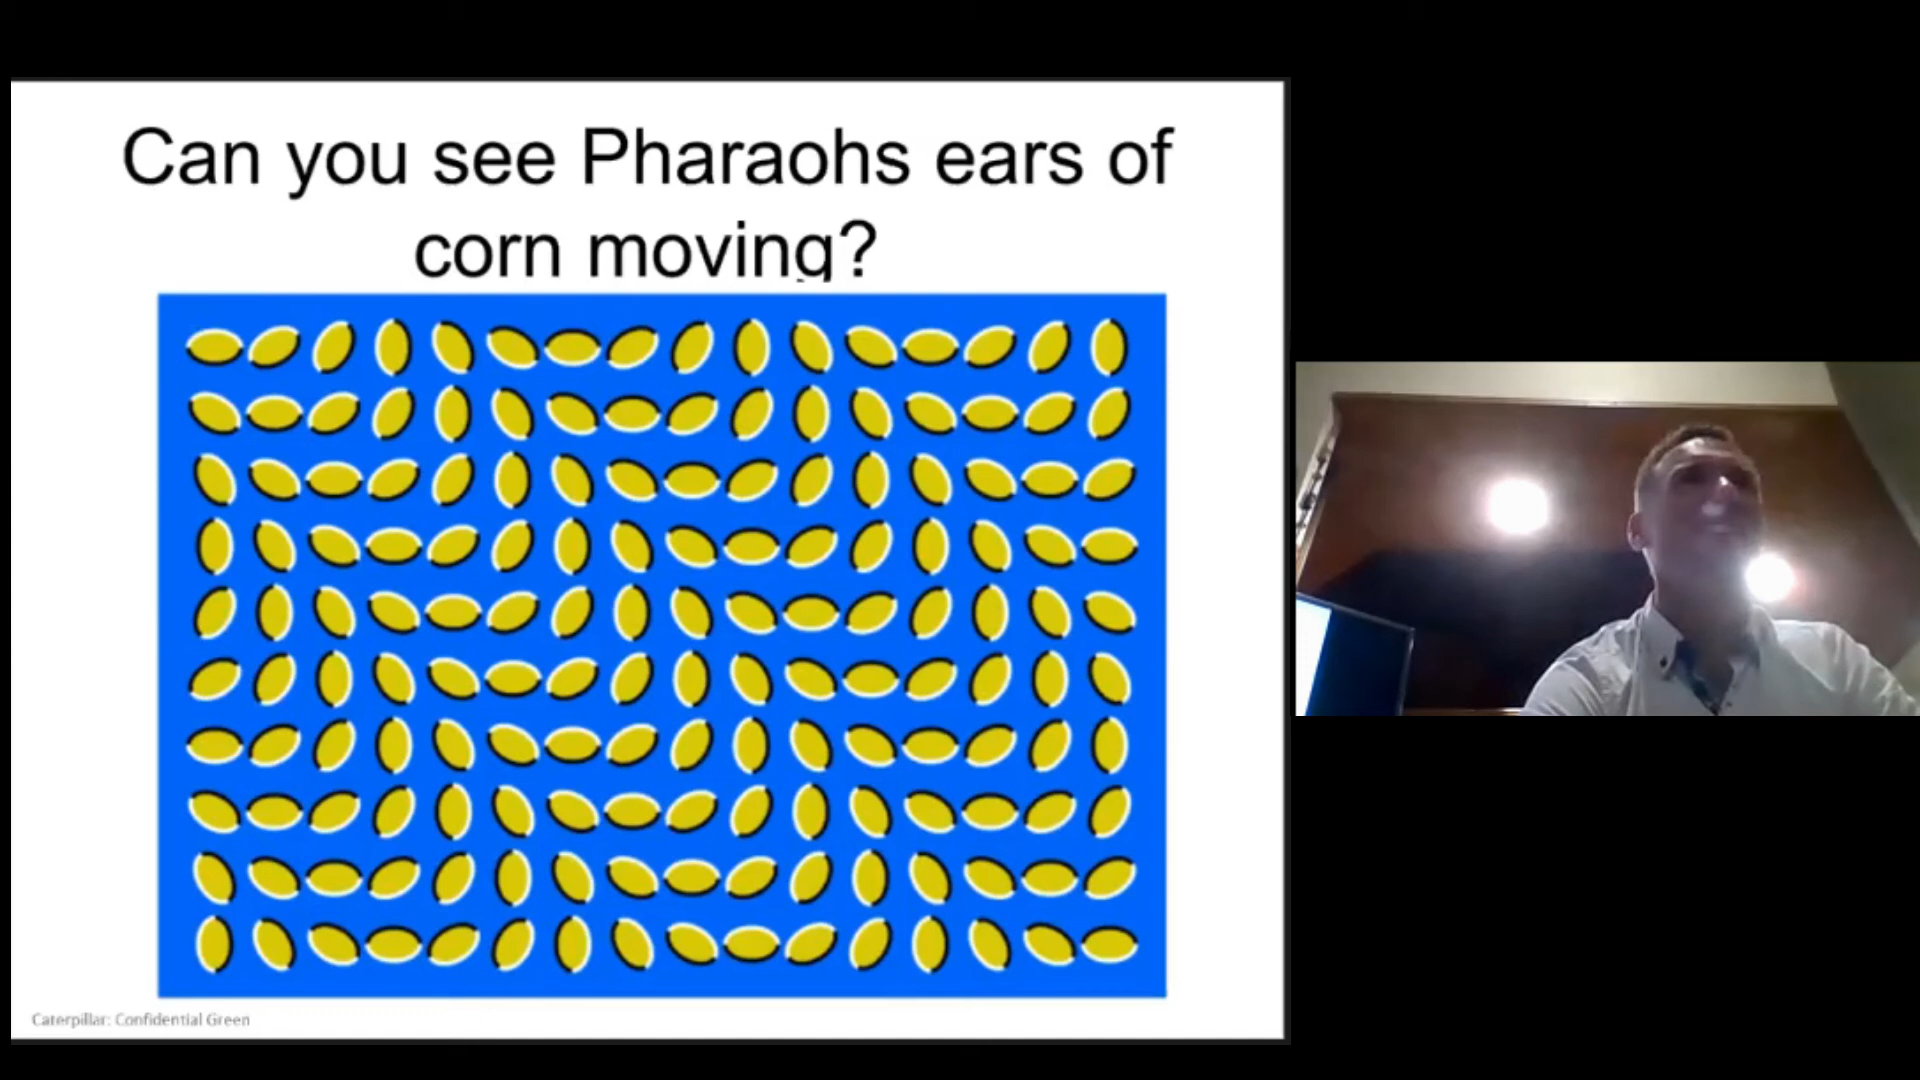 Can you see Pharaohs ears of
corn moving?
Caterpillar: Confidential Green